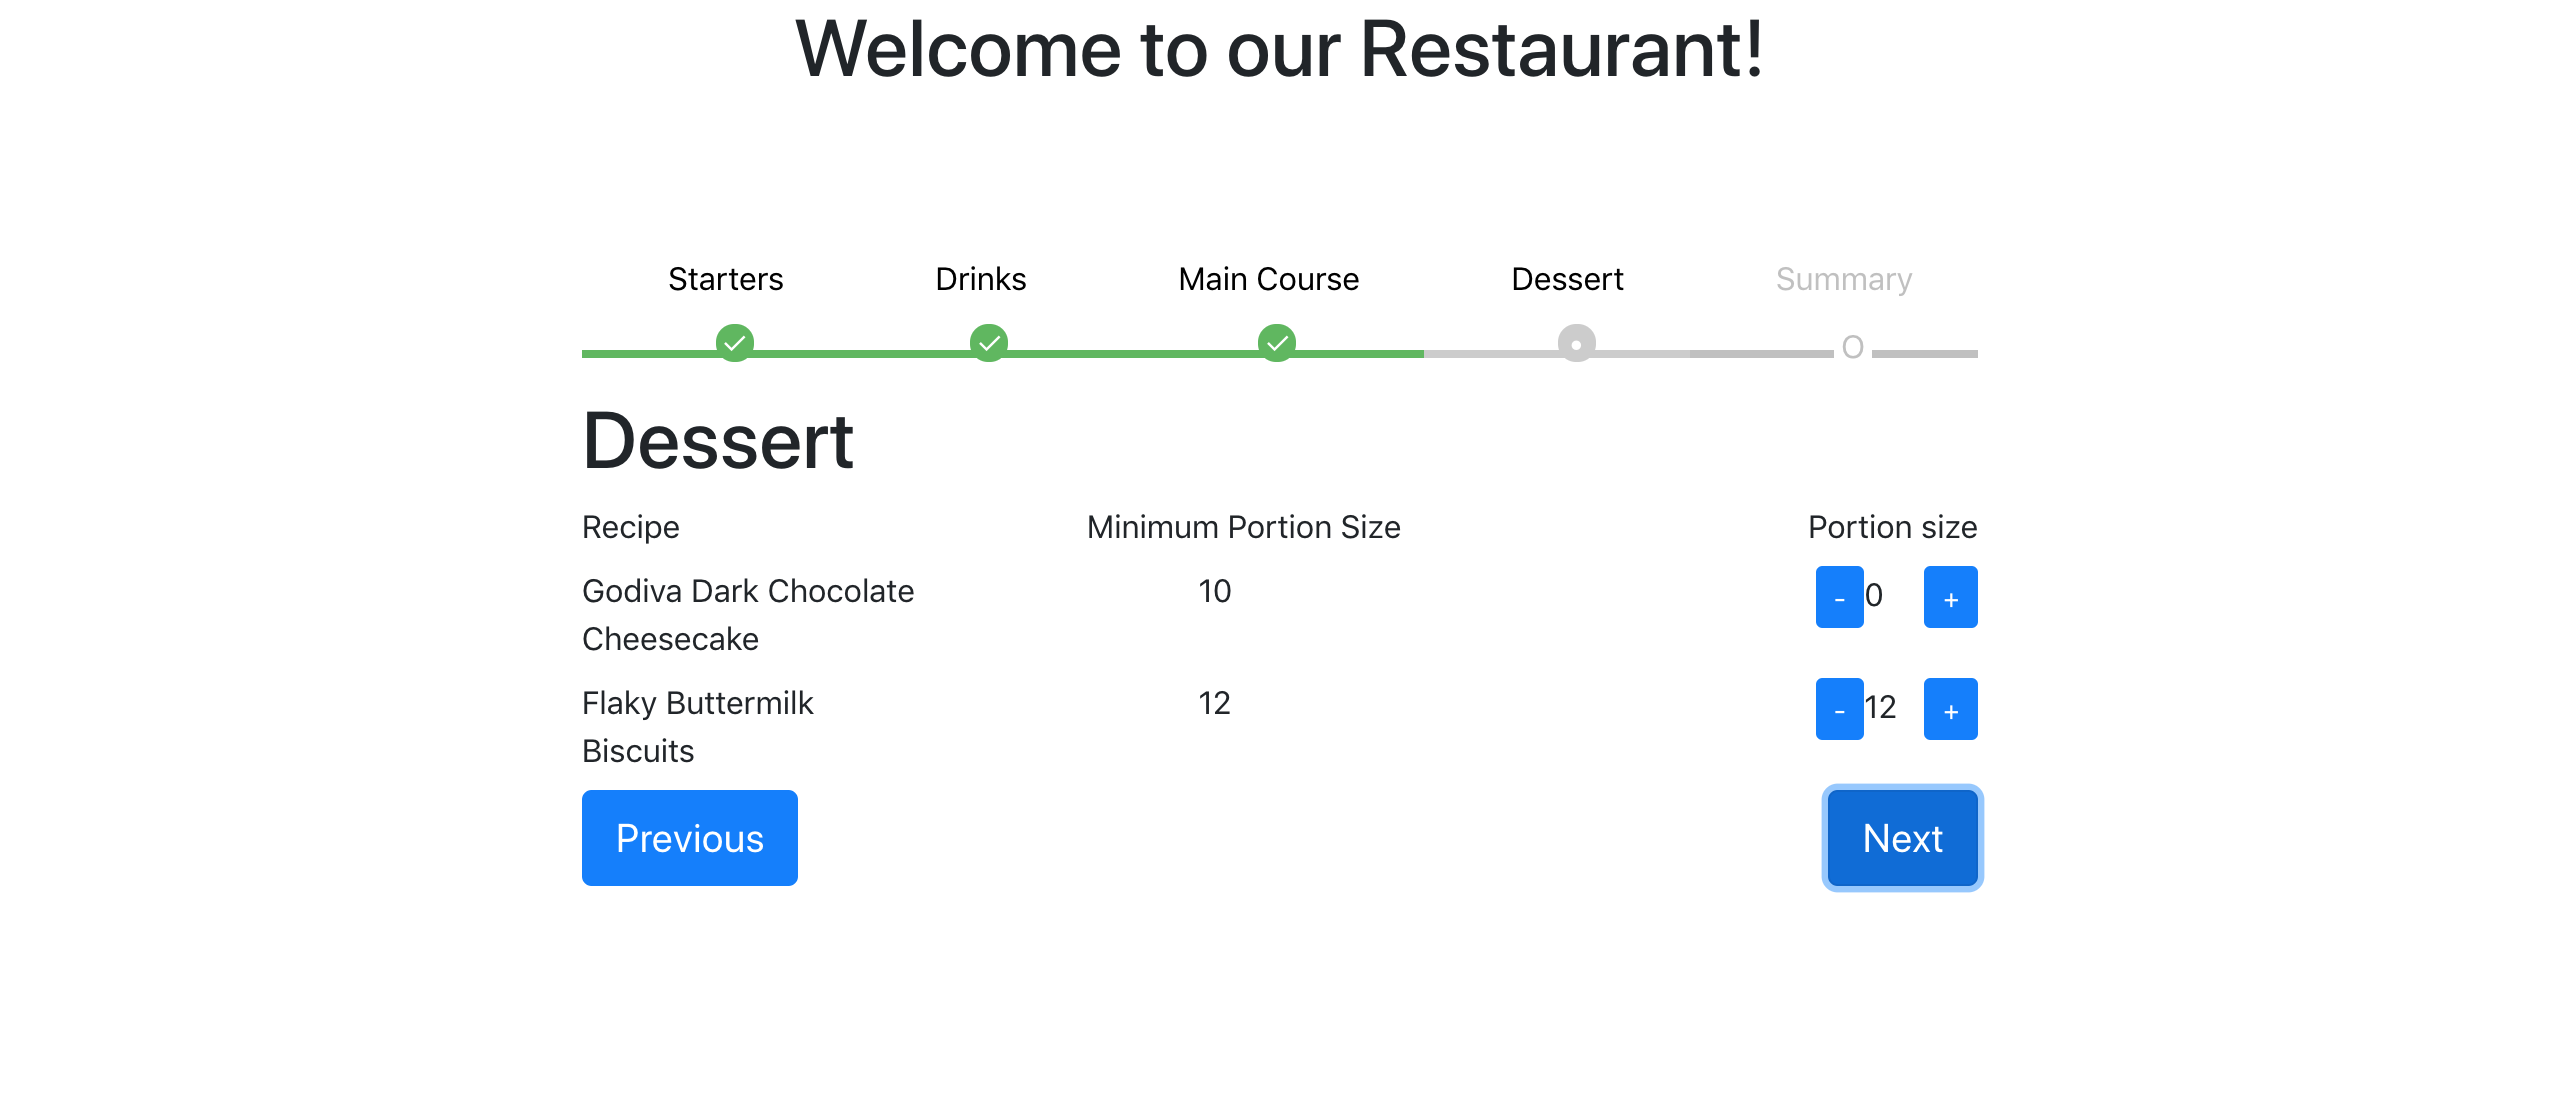 Welcome to our Restaurant!
Starters Drinks Main Course Dessert Summary
Dessert
Recipe Minimum Portion Size Portion size
Godiva Dark Chocolate 10 - 0 +
Cheesecake
Flaky Buttermilk 12 - 12 +
Biscuits
Previous Next